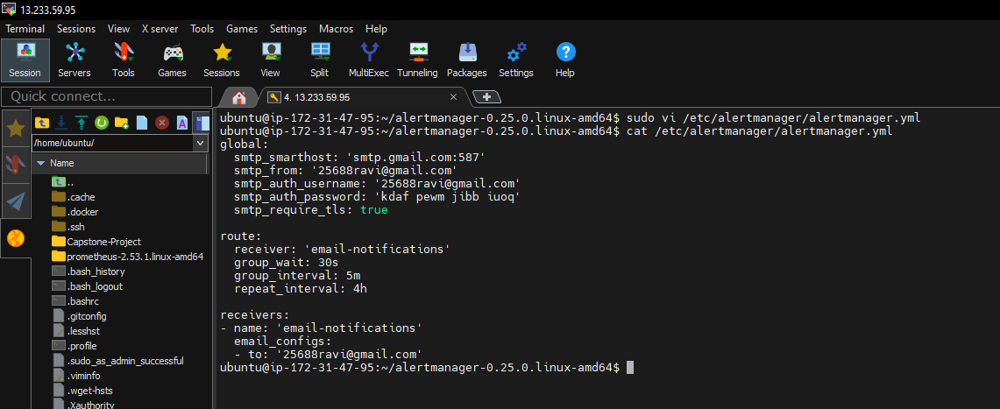 13.233.59.95
Terminal Sessions View X server Tools Games Settings Macros Help
Session Servers Tools Games Sessions View Split MultiExec Tunneling Packages Settings Help
Quick connect...
4. 13.233.59.95
/home/ubuntu/
Name
..
.cache
.docker
.ssh
Capstone-Project
prometheus-2.53.1.linux-amd64
.bash_history
.bash_logout
.bashrc
.gitconfig
.lesshst
.profile
.sudo_as_admin_successful
.viminfo
.wget-hsts
.Xauthority
ubuntu@ip-172-31-47-95:~/alertmanager-0.25.0.linux-amd64$ sudo vi /etc/alertmanager/alertmanager.yml
ubuntu@ip-172-31-47-95:~/alertmanager-0.25.0.linux-amd64$ cat /etc/alertmanager/alertmanager.yml
global:
  smtp_smarthost: 'smtp.gmail.com:587'
  smtp_from: '25688ravi@gmail.com'
  smtp_auth_username: '25688ravi@gmail.com'
  smtp_auth_password: 'kdaf pewm jibb iuoq'
  smtp_require_tls: true
route:
  receiver: 'email-notifications'
  group_wait: 30s
  group_interval: 5m
  repeat_interval: 4h
receivers:
- name: 'email-notifications'
  email_configs:
  - to: '25688ravi@gmail.com'
ubuntu@ip-172-31-47-95:~/alertmanager-0.25.0.linux-amd64$